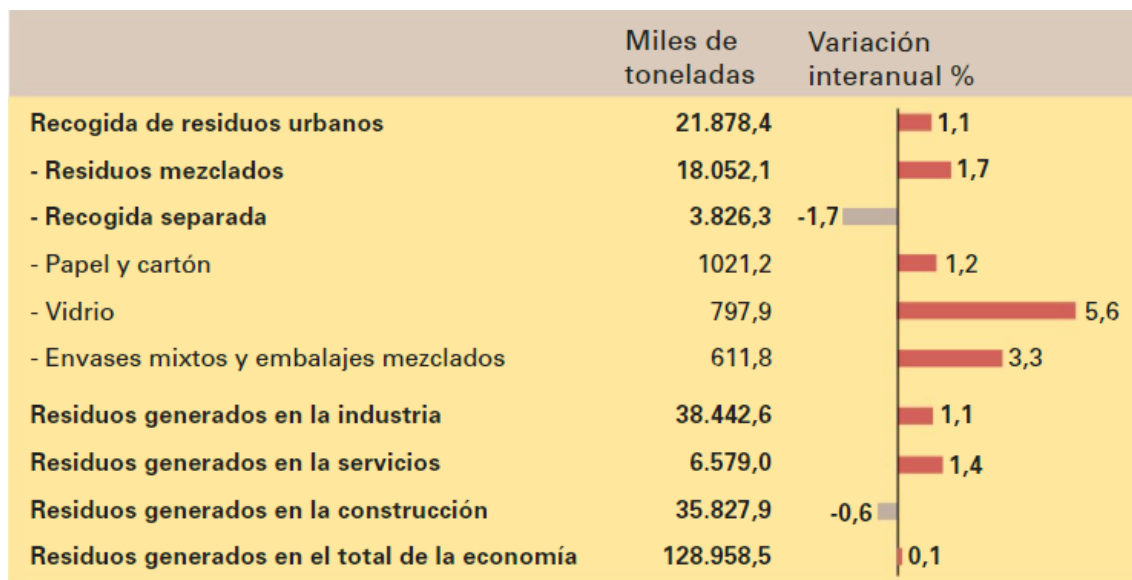 Miles de toneladas Variación interanual %
Recogida de residuos urbanos 21.878,4 1,1
- Residuos mezclados 18.052,1 1,7
- Recogida separada 3.826,3 -1,7
- Papel y cartón 1021,2 1,2
- Vidrio 797,9 5,6
- Envases mixtos y embalajes mezclados 611,8 3,3
Residuos generados en la industria 38.442,6 1,1
Residuos generados en la servicios 6.579,0 1,4
Residuos generados en la construcción 35.827,9 -0,6
Residuos generados en el total de la economía 128.958,5 0,1